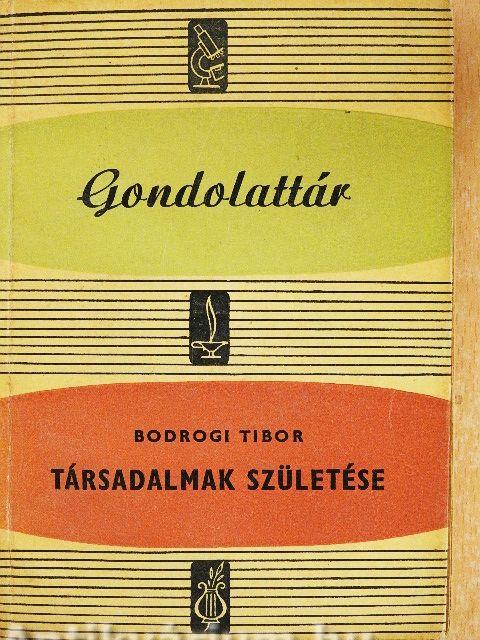 Gondolattár
BODROGI TIBOR
TÁRSADALMAK SZÜLETÉSE